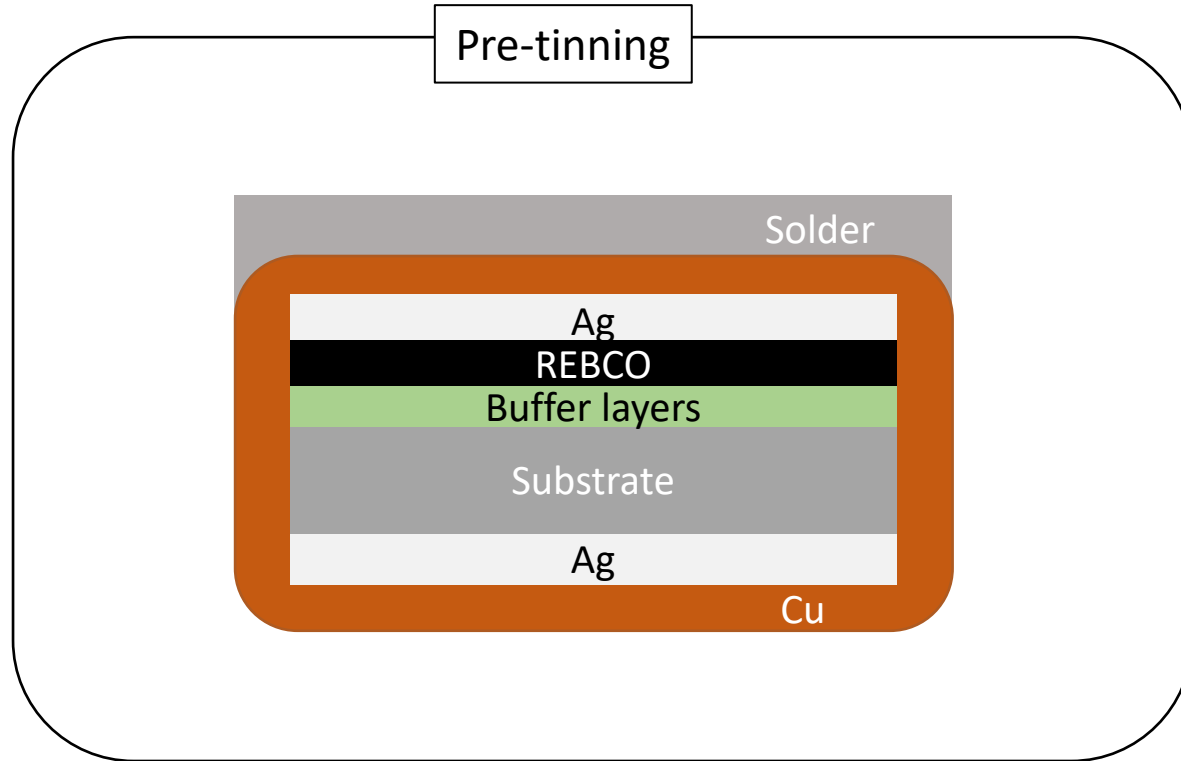 Pre-tinning
Solder
Ag
REBCO
Buffer layers
Substrate
Ag
Cu